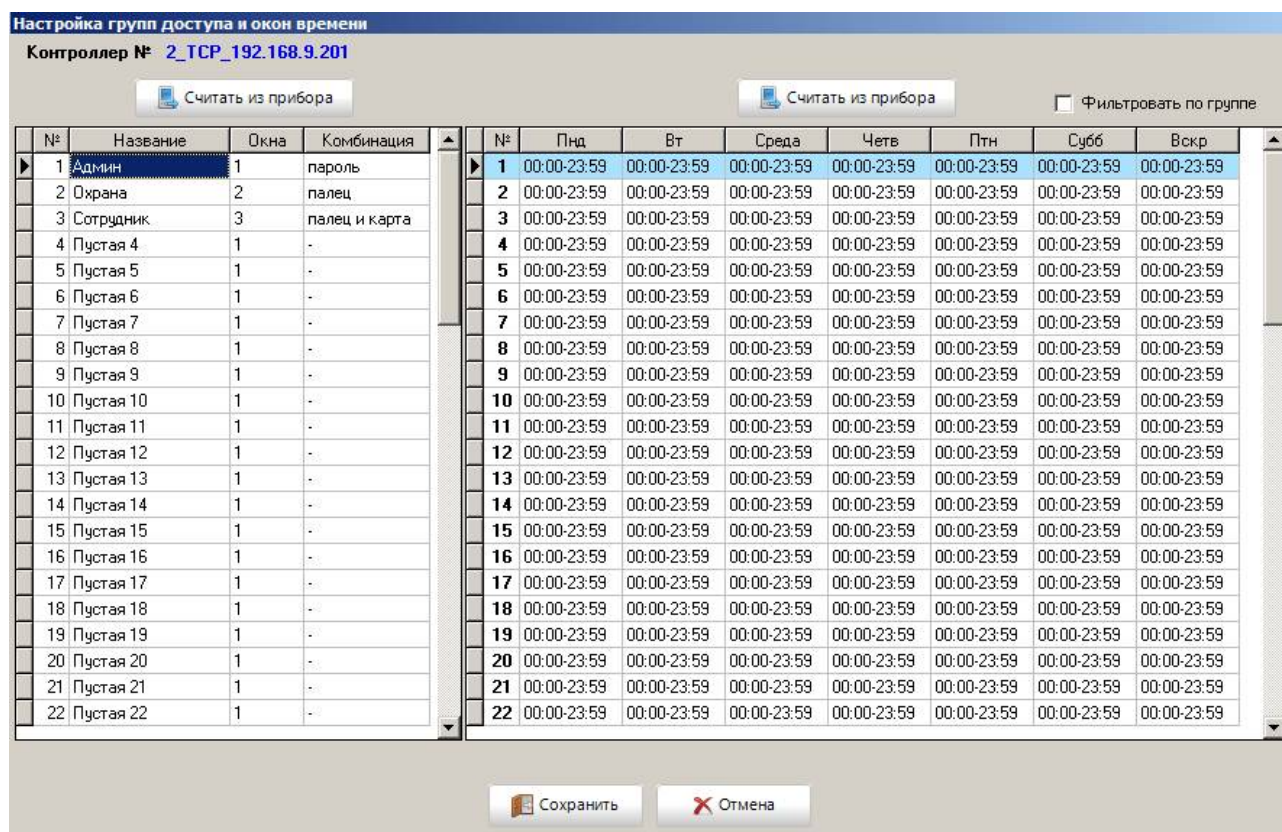 Настройка групп доступа и окон времени
Контроллер № 2_TCP_192.168.9.201
Считать из прибора Считать из прибора Фильтровать по группе
№ Название Окна Комбинация № Пнд Вт Среда Четв Птн Субб Вскр
1 Админ 1 пароль 1 00:00-23:59 00:00-23:59 00:00-23:59 00:00-23:59 00:00-23:59 00:00-23:59 00:00-23:59
2 Охрана 2 палец 2 00:00-23:59 00:00-23:59 00:00-23:59 00:00-23:59 00:00-23:59 00:00-23:59 00:00-23:59
3 Сотрудник 3 палец и карта 3 00:00-23:59 00:00-23:59 00:00-23:59 00:00-23:59 00:00-23:59 00:00-23:59 00:00-23:59
4 Пустая 4 1 - 4 00:00-23:59 00:00-23:59 00:00-23:59 00:00-23:59 00:00-23:59 00:00-23:59 00:00-23:59
5 Пустая 5 1 - 5 00:00-23:59 00:00-23:59 00:00-23:59 00:00-23:59 00:00-23:59 00:00-23:59 00:00-23:59
6 Пустая 6 1 - 6 00:00-23:59 00:00-23:59 00:00-23:59 00:00-23:59 00:00-23:59 00:00-23:59 00:00-23:59
7 Пустая 7 1 - 7 00:00-23:59 00:00-23:59 00:00-23:59 00:00-23:59 00:00-23:59 00:00-23:59 00:00-23:59
8 Пустая 8 1 - 8 00:00-23:59 00:00-23:59 00:00-23:59 00:00-23:59 00:00-23:59 00:00-23:59 00:00-23:59
9 Пустая 9 1 - 9 00:00-23:59 00:00-23:59 00:00-23:59 00:00-23:59 00:00-23:59 00:00-23:59 00:00-23:59
10 Пустая 10 1 - 10 00:00-23:59 00:00-23:59 00:00-23:59 00:00-23:59 00:00-23:59 00:00-23:59 00:00-23:59
11 Пустая 11 1 - 11 00:00-23:59 00:00-23:59 00:00-23:59 00:00-23:59 00:00-23:59 00:00-23:59 00:00-23:59
12 Пустая 12 1 - 12 00:00-23:59 00:00-23:59 00:00-23:59 00:00-23:59 00:00-23:59 00:00-23:59 00:00-23:59
13 Пустая 13 1 - 13 00:00-23:59 00:00-23:59 00:00-23:59 00:00-23:59 00:00-23:59 00:00-23:59 00:00-23:59
14 Пустая 14 1 - 14 00:00-23:59 00:00-23:59 00:00-23:59 00:00-23:59 00:00-23:59 00:00-23:59 00:00-23:59
15 Пустая 15 1 - 15 00:00-23:59 00:00-23:59 00:00-23:59 00:00-23:59 00:00-23:59 00:00-23:59 00:00-23:59
16 Пустая 16 1 - 16 00:00-23:59 00:00-23:59 00:00-23:59 00:00-23:59 00:00-23:59 00:00-23:59 00:00-23:59
17 Пустая 17 1 - 17 00:00-23:59 00:00-23:59 00:00-23:59 00:00-23:59 00:00-23:59 00:00-23:59 00:00-23:59
18 Пустая 18 1 - 18 00:00-23:59 00:00-23:59 00:00-23:59 00:00-23:59 00:00-23:59 00:00-23:59 00:00-23:59
19 Пустая 19 1 - 19 00:00-23:59 00:00-23:59 00:00-23:59 00:00-23:59 00:00-23:59 00:00-23:59 00:00-23:59
20 Пустая 20 1 - 20 00:00-23:59 00:00-23:59 00:00-23:59 00:00-23:59 00:00-23:59 00:00-23:59 00:00-23:59
21 Пустая 21 1 - 21 00:00-23:59 00:00-23:59 00:00-23:59 00:00-23:59 00:00-23:59 00:00-23:59 00:00-23:59
22 Пустая 22 1 - 22 00:00-23:59 00:00-23:59 00:00-23:59 00:00-23:59 00:00-23:59 00:00-23:59 00:00-23:59
Сохранить Отмена